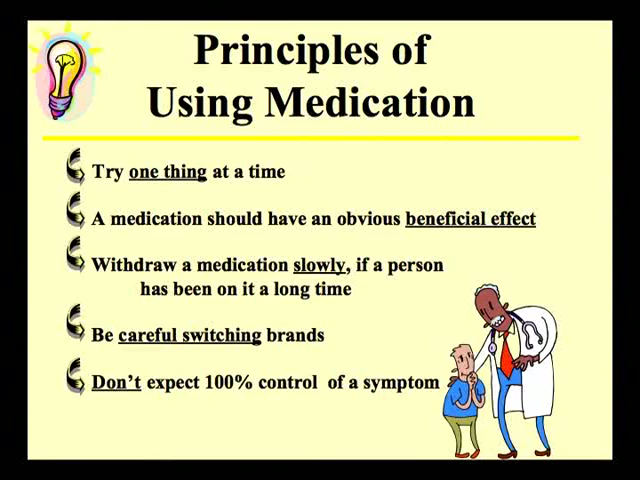 Principles of
Using Medication
Try one thing at a time
A medication should have an obvious beneficial effect
Withdraw a medication slowly, if a person
has been on it a long time
Be careful switching brands
Don't expect 100% control of a symptom